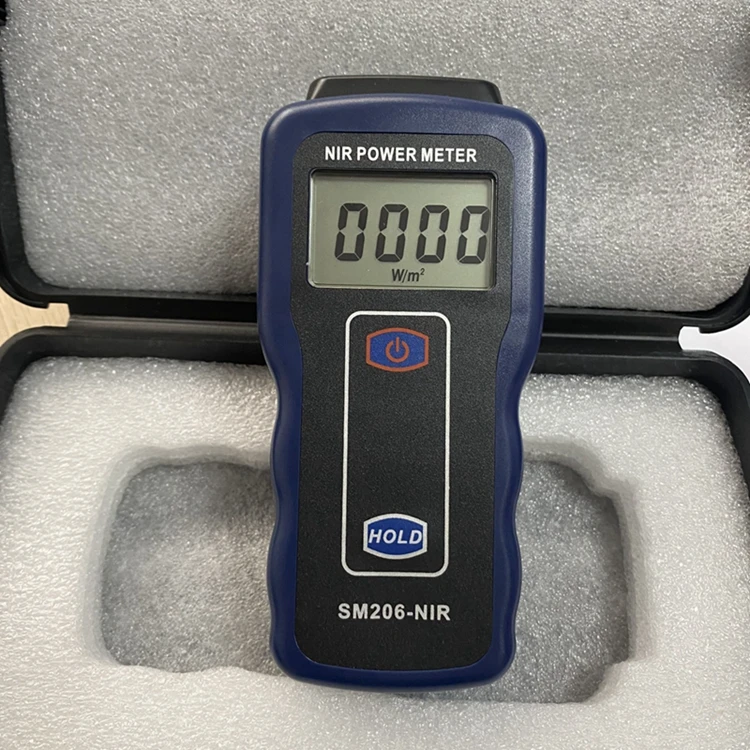 NIR POWER METER
0000
W/m²
HOLD
SM206-NIR